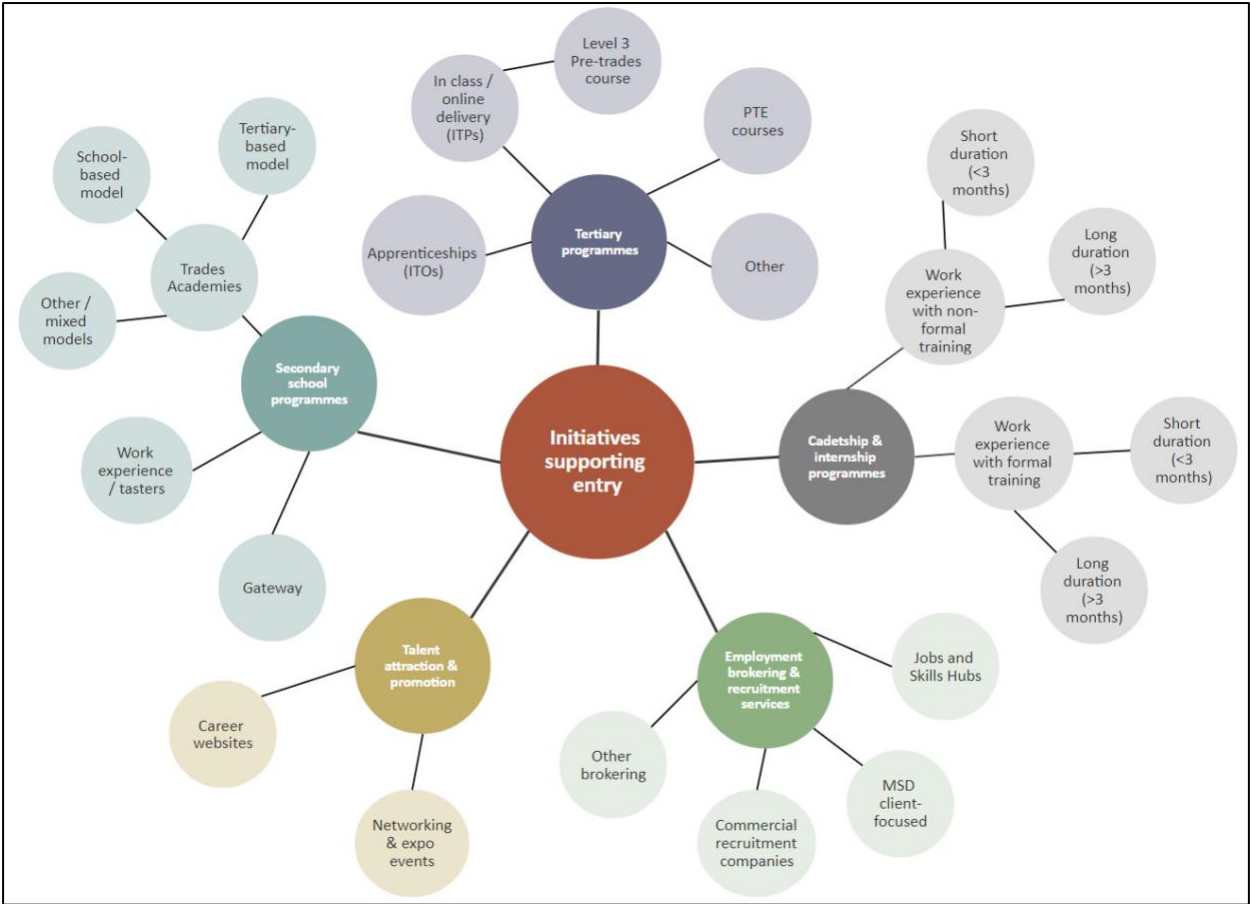 Level 3
Pre-trades
course
In class /
online
delivery
(ITPs)
PTE
courses
Tertiary
programmes
Apprenticeships
(ITOs)
Other
Tertiary-
based
model
School-
based
model
Trades
Academies
Other /
mixed
models
Secondary
school
programmes
Work
experience
/ tasters
Gateway
Initiatives
supporting
entry
Short
duration
(<3
months)
Long
duration
(>3
months)
Work
experience
with non-
formal
training
Cadetship &
internship
programmes
Work
experience
with formal
training
Short
duration
(<3
months)
Long
duration
(>3
months)
Talent
attraction &
promotion
Career
websites
Networking
& expo
events
Employment
brokering &
recruitment
services
Jobs and
Skills Hubs
Other
brokering
MSD
client-
focused
Commercial
recruitment
companies